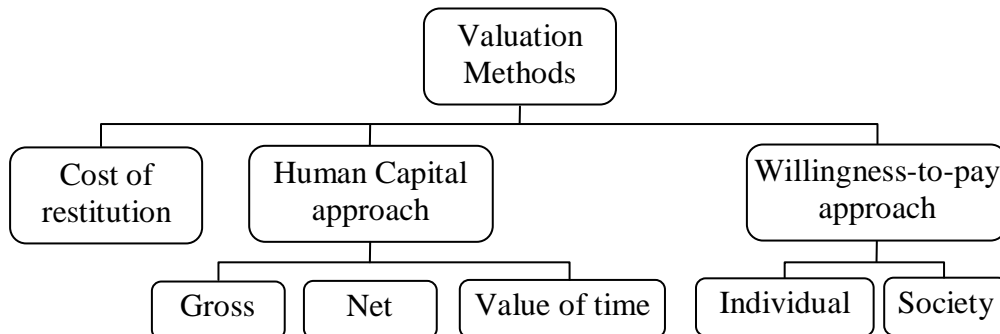 Valuation
Methods
Cost of
restitution
Human Capital
approach
Willingness-to-pay
approach
Gross
Net
Value of time
Individual
Society